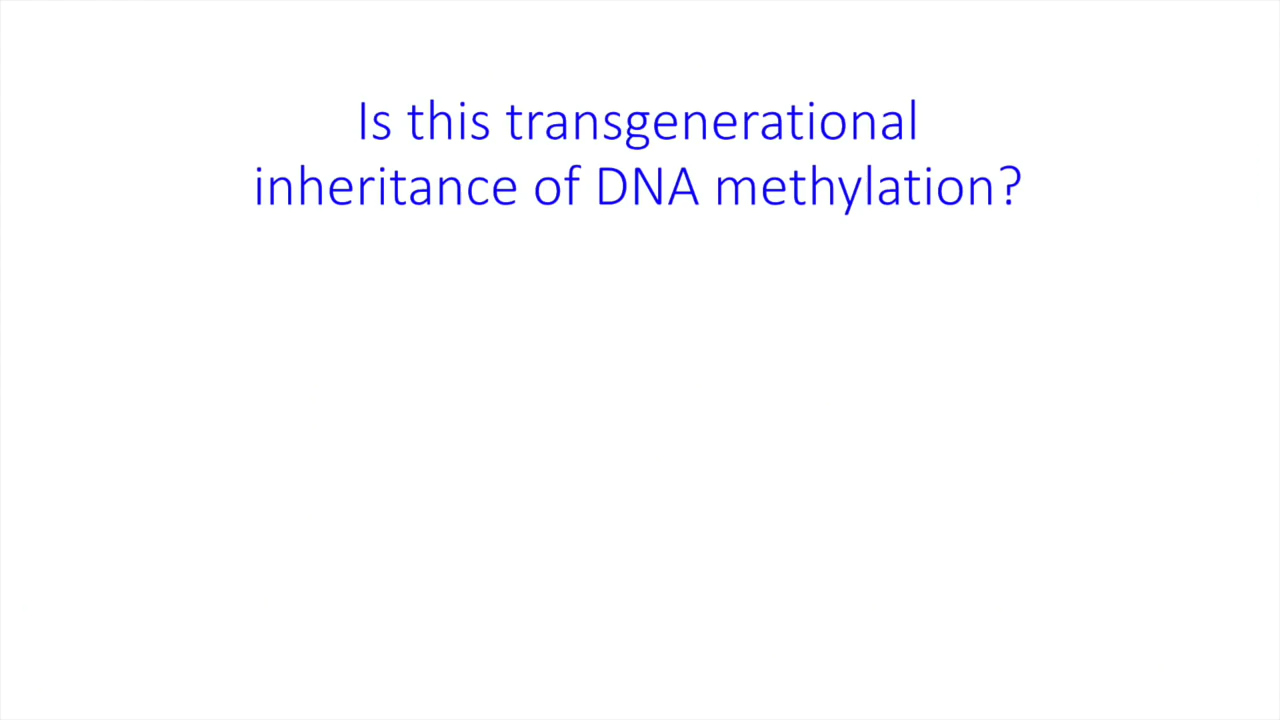 Is this transgenerational
inheritance of DNA methylation?